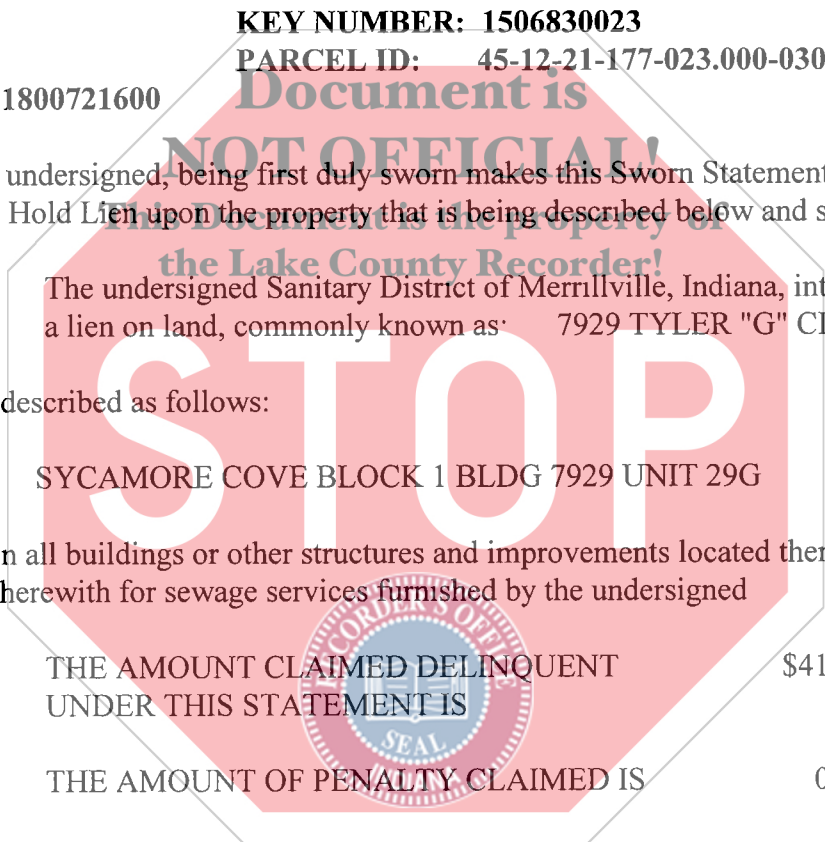 KEY NUMBER: 1506830023
PARCEL ID: 45-12-21-177-023.000-030
1800721600
Document is
NOT OFFICIAL!
undersigned, being first duly sworn makes this Sworn Statement
Hold Lien upon the property that is being described below and s
This Document is the property of
the Lake County Recorder!
The undersigned Sanitary District of Merrillville, Indiana, int
a lien on land, commonly known as: 7929 TYLER "G" C
STOP
described as follows:
SYCAMORE COVE BLOCK 1 BLDG 7929 UNIT 29G
n all buildings or other structures and improvements located ther
herewith for sewage services furnished by the undersigned
RECORDER'S OFFICE
THE AMOUNT CLAIMED DELINQUENT $41
UNDER THIS STATEMENT IS
SEAL
INDIANA
THE AMOUNT OF PENALTY CLAIMED IS 0